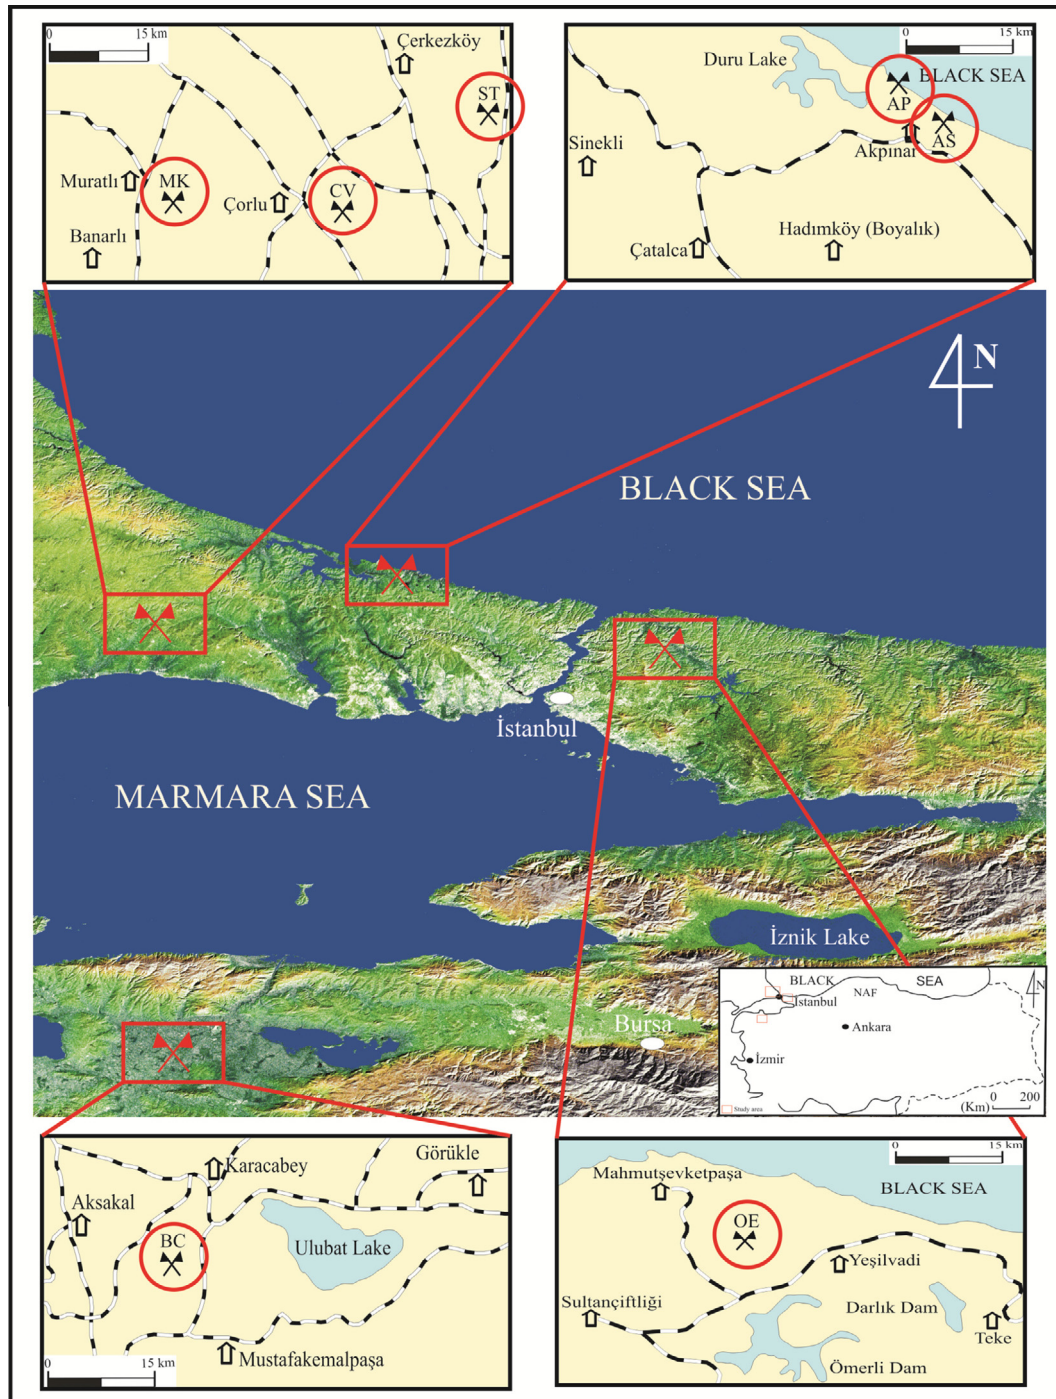 0 15 km
Çerkezköy
ST
Muratlı
MK
Çorlu
CV
Banarlı
0 15 km
Duru Lake
BLACK SEA
AP
AS
Akpınar
Sinekli
Çatalca
Hadımköy (Boyalık)
N
BLACK SEA
İstanbul
MARMARA SEA
İznik Lake
Bursa
BLACK SEA
NAF
N
İstanbul
Ankara
İzmir
Study area
(Km) 0 200
Karacabey
Görükle
Aksakal
BC
Ulubat Lake
Mustafakemalpaşa
0 15 km
0 15 km
Mahmutşevketpaşa
BLACK SEA
OE
Yeşilvadi
Sultançiftliği
Darlık Dam
Teke
Ömerli Dam